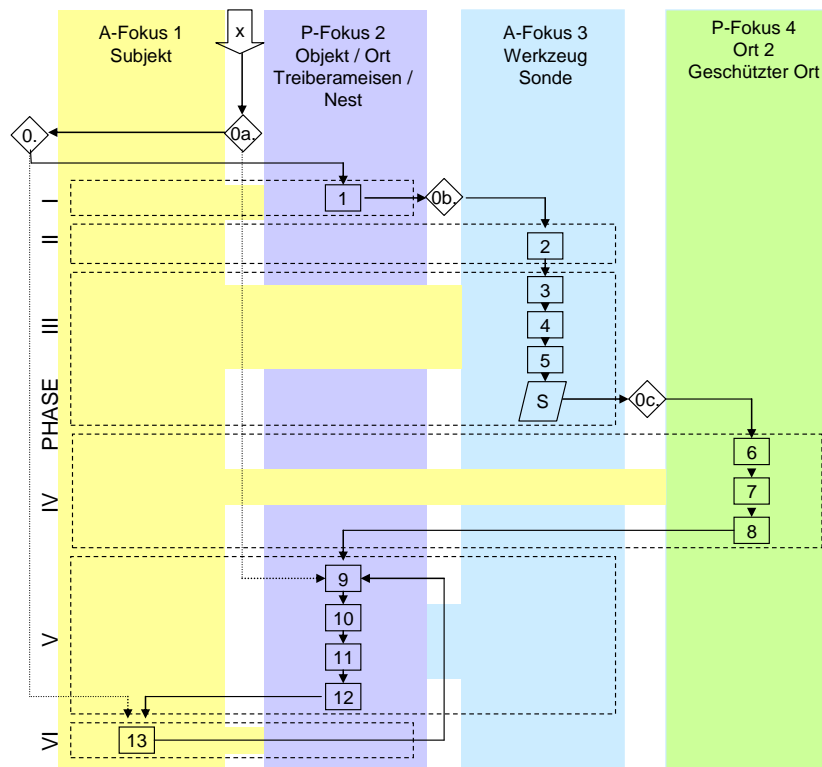 A-Fokus 1
Subjekt
x
P-Fokus 2
Objekt / Ort
Treiberameisen /
Nest
A-Fokus 3
Werkzeug
Sonde
P-Fokus 4
Ort 2
Geschützter Ort
0.
0a.
I
1
0b.
II
2
III
3
4
5
S
0c.
PHASE
6
IV
7
8
9
10
V
11
12
VI
13